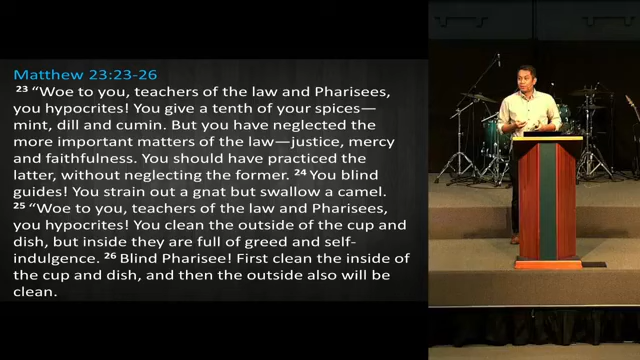 Matthew 23:23-26
23 “Woe to you, teachers of the law and Pharisees,
you hypocrites! You give a tenth of your spices—
mint, dill and cumin. But you have neglected the
more important matters of the law—justice, mercy
and faithfulness. You should have practiced the
latter, without neglecting the former. 24 You blind
guides! You strain out a gnat but swallow a camel.
25 “Woe to you, teachers of the law and Pharisees,
you hypocrites! You clean the outside of the cup and
dish, but inside they are full of greed and self-
indulgence. 26 Blind Pharisee! First clean the inside of
the cup and dish, and then the outside also will be
clean.